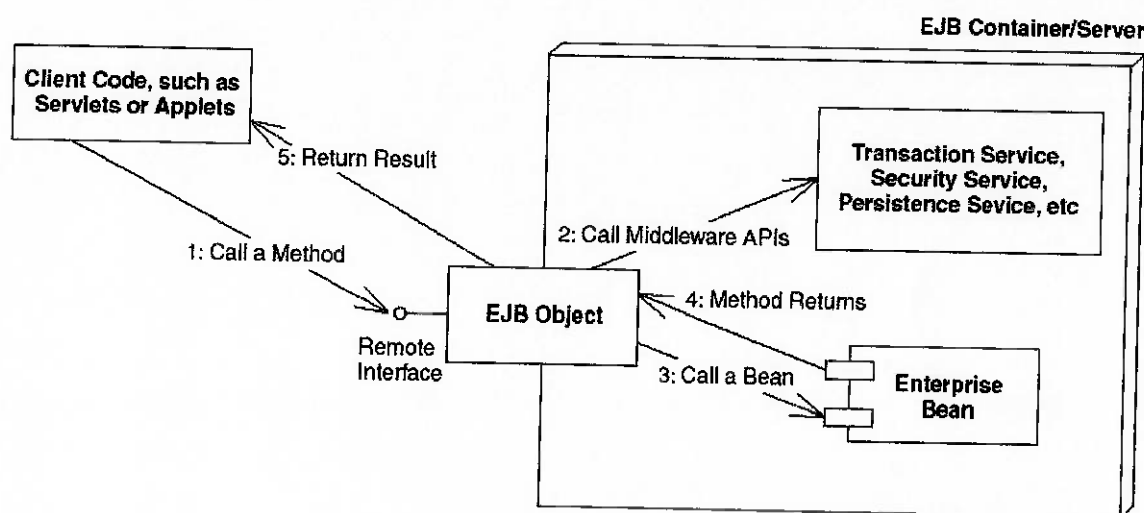 EJB Container/Server
Client Code, such as
Servlets or Applets
5: Return Result
Transaction Service,
Security Service,
Persistence Sevice, etc
2: Call Middleware APIs
1: Call a Method
EJB Object
4: Method Returns
Remote
Interface
3: Call a Bean
Enterprise
Bean